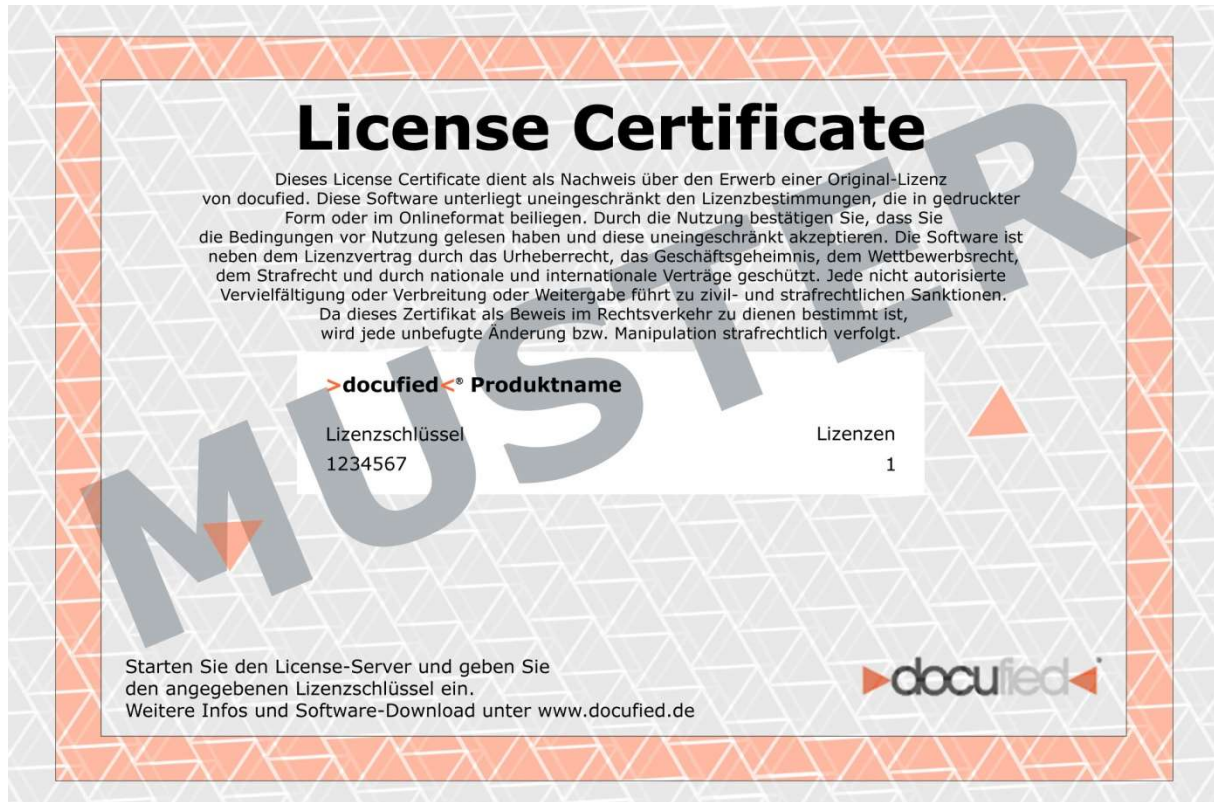 License Certificate
Dieses License Certificate dient als Nachweis über den Erwerb einer Original-Lizenz
von docufied. Diese Software unterliegt uneingeschränkt den Lizenzbestimmungen, die in gedruckter
Form oder im Onlineformat beiliegen. Durch die Nutzung bestätigen Sie, dass Sie
die Bedingungen vor Nutzung gelesen haben und diese uneingeschränkt akzeptieren. Die Software ist
neben dem Lizenzvertrag durch das Urheberrecht, das Geschäftsgeheimnis, dem Wettbewerbsrecht,
dem Strafrecht und durch nationale und internationale Verträge geschützt. Jede nicht autorisierte
Vervielfältigung oder Verbreitung oder Weitergabe führt zu zivil- und strafrechtlichen Sanktionen.
Da dieses Zertifikat als Beweis im Rechtsverkehr zu dienen bestimmt ist,
wird jede unbefugte Änderung bzw. Manipulation strafrechtlich verfolgt.
MUSTER
>docufied<® Produktname
Lizenzschlüssel Lizenzen
1234567 1
Starten Sie den License-Server und geben Sie
den angegebenen Lizenzschlüssel ein.
Weitere Infos und Software-Download unter www.docufied.de
docufied